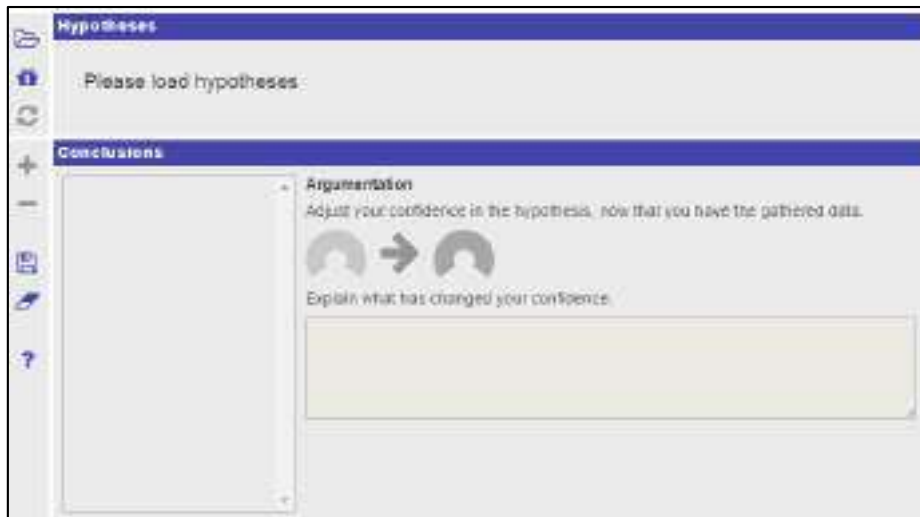 Hypotheses
Please load hypotheses
Conclusions
Argumentation
Adjust your confidence in the hypothesis, now that you have the gathered data.
Explain what has changed your confidence.
?